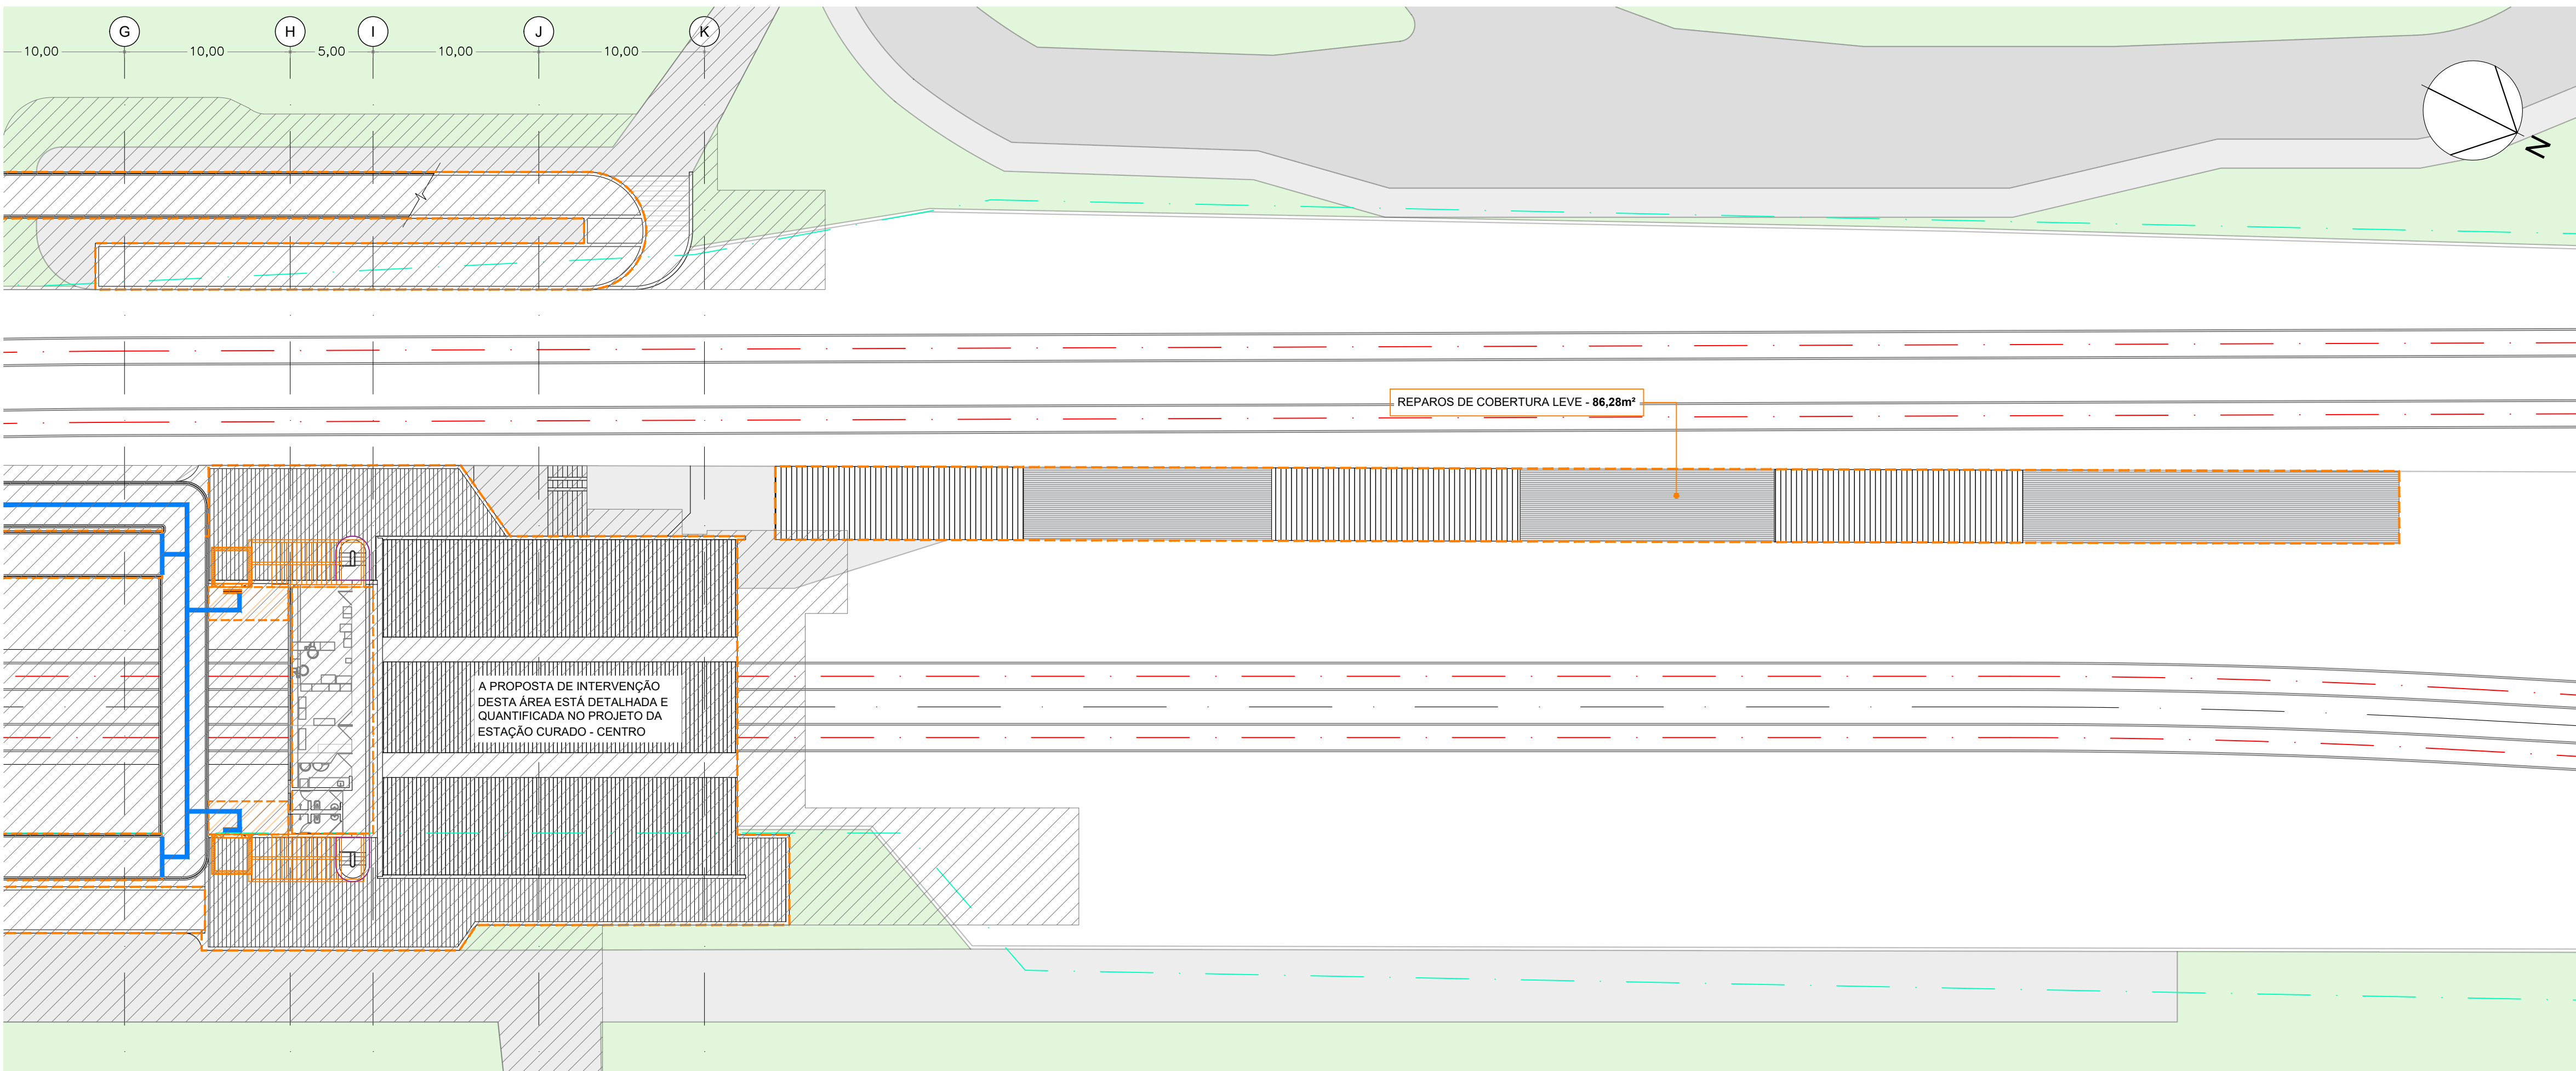 G H I J K
10,00 10,00 5,00 10,00 10,00
N
REPAROS DE COBERTURA LEVE - 86,28m²
A PROPOSTA DE INTERVENÇÃO
DESTA ÁREA ESTÁ DETALHADA E
QUANTIFICADA NO PROJETO DA
ESTAÇÃO CURADO - CENTRO